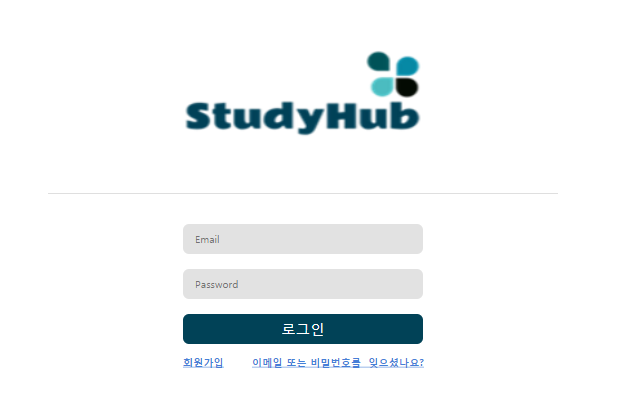 StudyHub
Email
Password
로그인
회원가입 이메일 또는 비밀번호를 잊으셨나요?